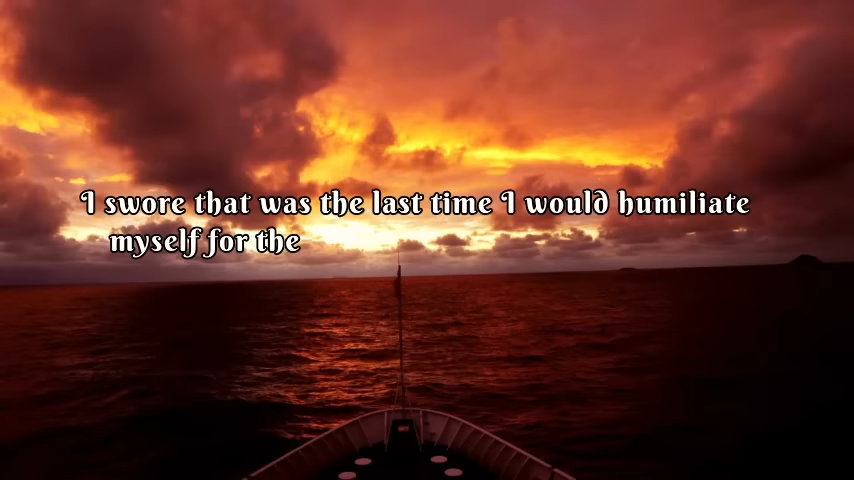 I swore that was the last time I would humiliate
myself for the